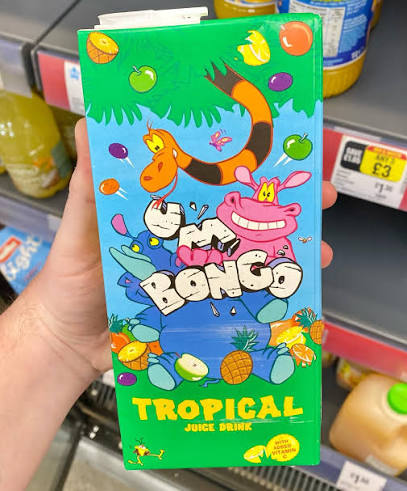 UM
BONGO
TROPICAL
JUICE DRINK
WITH
ADDED
VITAMIN
C
ANY 2
£3